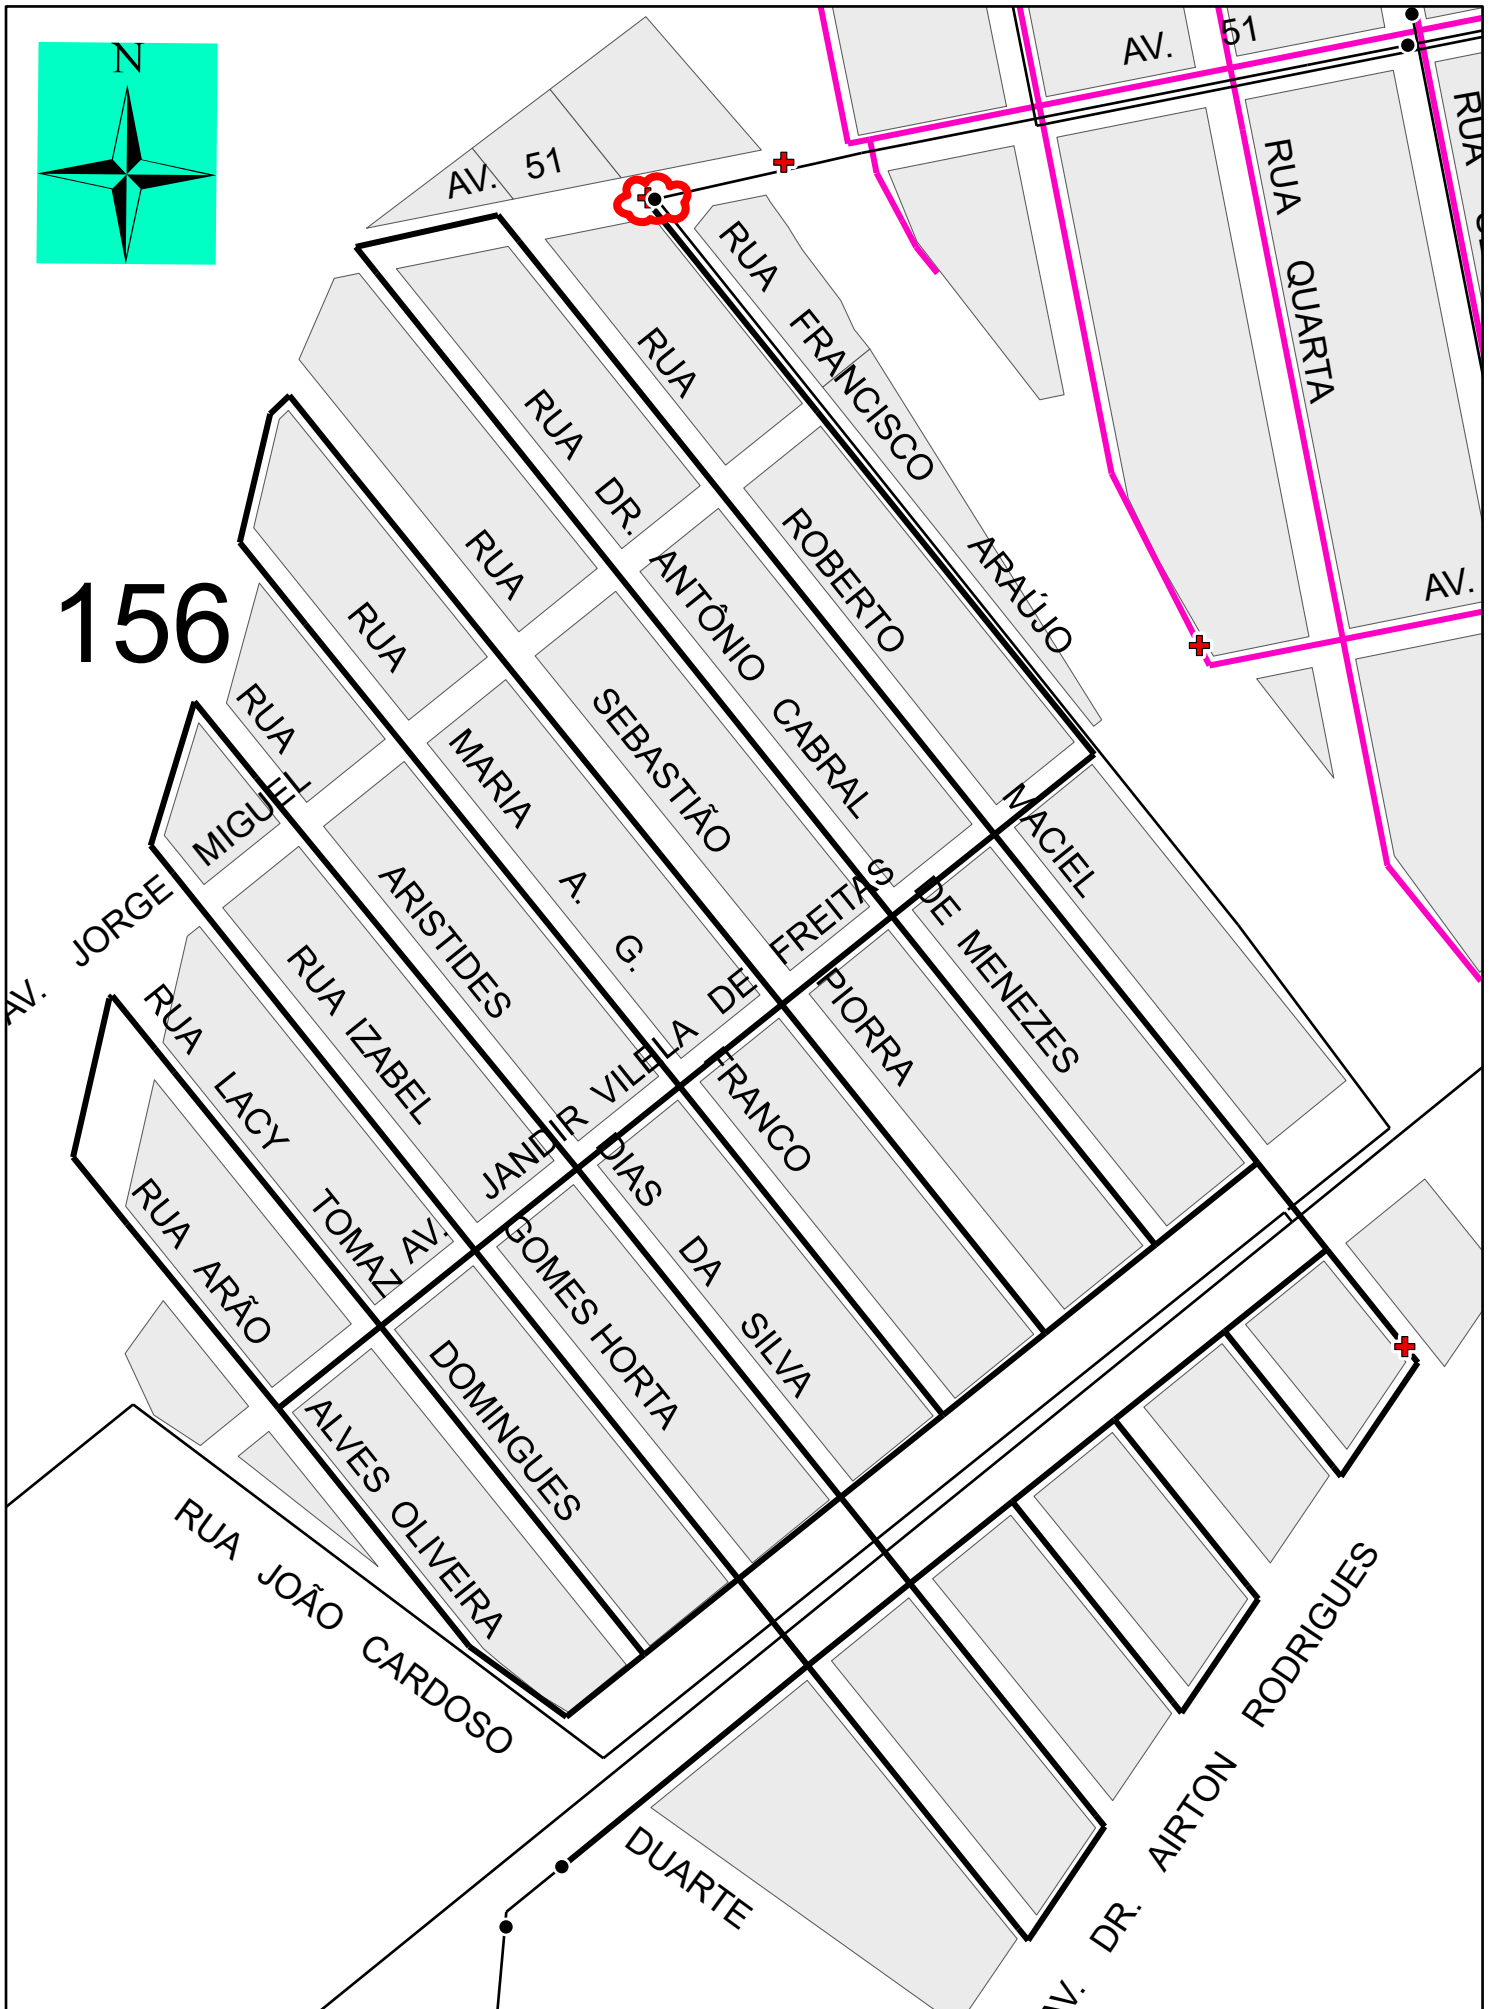 N
AV. 51
AV. 51
RUA QUARTA
RUA
AV.
156
RUA FRANCISCO ARAÚJO
RUA ROBERTO MACIEL
RUA DR. ANTÔNIO CABRAL DE MENEZES
RUA SEBASTIÃO PIORRA
RUA MARIA A. G. FRANCO
RUA ARISTIDES DIAS DA SILVA
RUA IZABEL GOMES HORTA
RUA LACY TOMAZ DOMINGUES
RUA ARÃO ALVES OLIVEIRA
AV. JORGE MIGUEL
AV. JANDIR VILELA DE FREITAS
RUA JOÃO CARDOSO DUARTE
AV. DR. AIRTON RODRIGUES